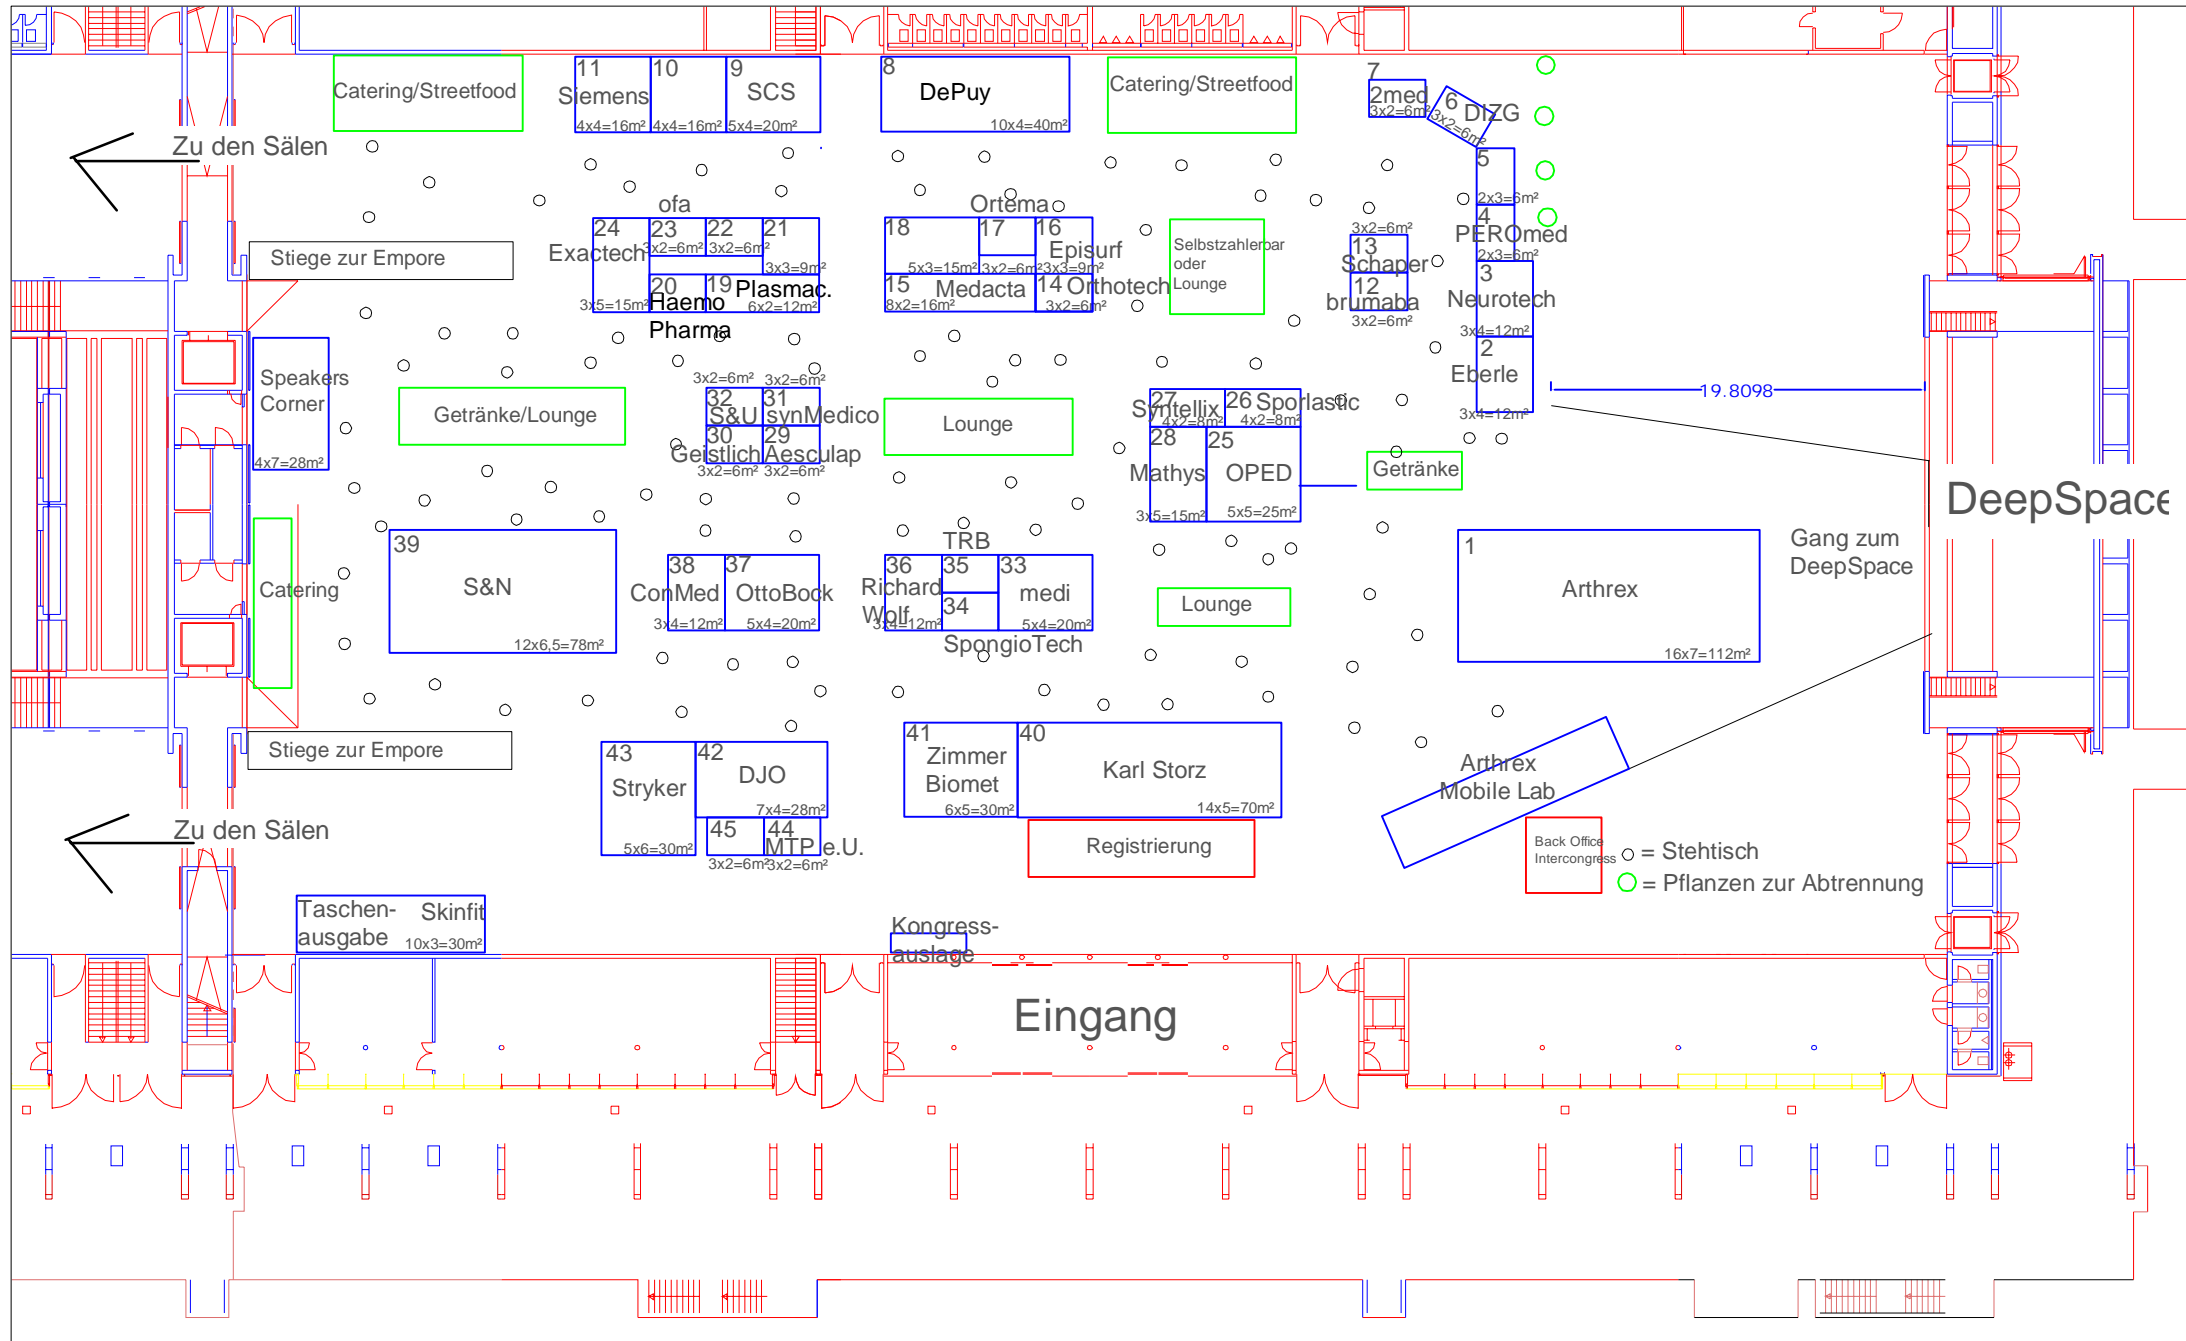 Catering/Streetfood
11
Siemens
4x4=16m²
10
4x4=16m²
9
SCS
5x4=20m²
8
DePuy
10x4=40m²
Catering/Streetfood
7
2med
3x2=6m²
6
DIZG
3x2=6m²
5
2x3=6m²
4
PEROmed
2x3=6m²
3
Neurotech
3x4=12m²
2
Eberle
3x4=12m²
19.8098
Zu den Sälen
Stiege zur Empore
ofa
24
Exactech
3x5=15m²
23
3x2=6m²
22
3x2=6m²
21
3x3=9m²
20
Haemo
Pharma
19
Plasmac.
6x2=12m²
Ortema
18
5x3=15m²
17
3x2=6m²
16
Episurf
3x3=9m²
15
Medacta
8x2=16m²
14
Orthotech
3x2=6m²
Selbstzahlerbar
oder
Lounge
3x2=6m²
13
Schaper
12
brumaba
3x2=6m²
Speakers
Corner
4x7=28m²
Getränke/Lounge
3x2=6m²
3x2=6m²
32
S&U
31
synMedico
30
Geistlich
3x2=6m²
29
Aesculap
3x2=6m²
Lounge
27
Syntellix
4x2=8m²
26
Sporlastic
4x2=8m²
28
Mathys
3x5=15m²
25
OPED
5x5=25m²
Getränke
DeepSpace
Gang zum
DeepSpace
1
Arthrex
16x7=112m²
Catering
39
S&N
12x6,5=78m²
38
ConMed
3x4=12m²
37
OttoBock
5x4=20m²
TRB
36
Richard
Wolf
3x4=12m²
35
34
SpongioTech
33
medi
5x4=20m²
Lounge
Stiege zur Empore
Zu den Sälen
43
Stryker
5x6=30m²
42
DJO
7x4=28m²
45
3x2=6m²
44
MTP e.U.
3x2=6m²
41
Zimmer
Biomet
6x5=30m²
40
Karl Storz
14x5=70m²
Registrierung
Arthrex
Mobile Lab
Back Office
Intercongress
= Stehtisch
= Pflanzen zur Abtrennung
Taschen-
ausgabe
Skinfit
10x3=30m²
Kongress-
auslage
Eingang